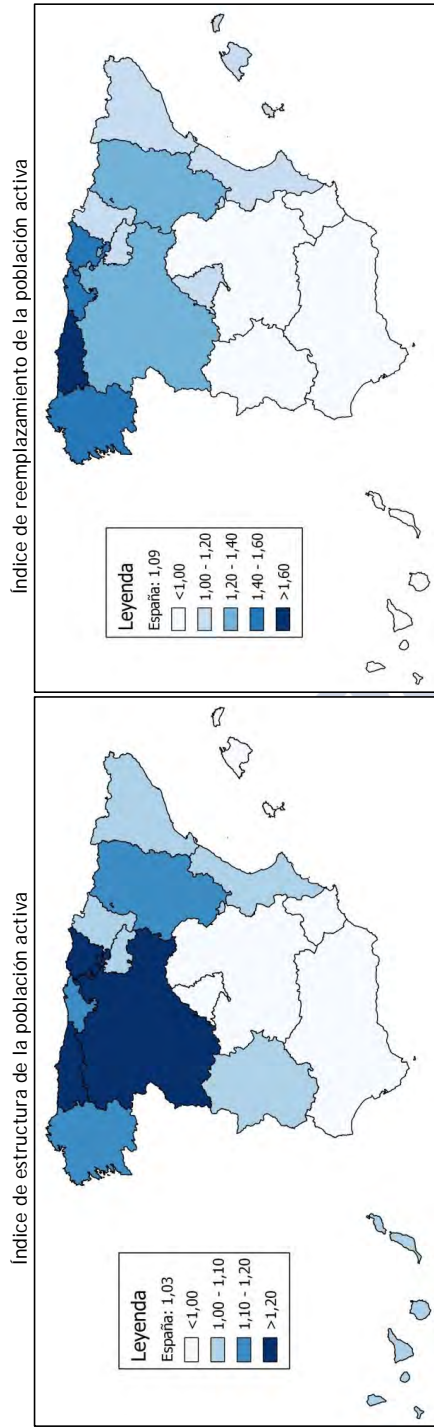 Índice de estructura de la población activa
Leyenda
España: 1,03
<1,00
1,00 - 1,10
1,10 - 1,20
>1,20
Índice de reemplazamiento de la población activa
Leyenda
España: 1,09
<1,00
1,00 - 1,20
1,20 - 1,40
1,40 - 1,60
>1,60